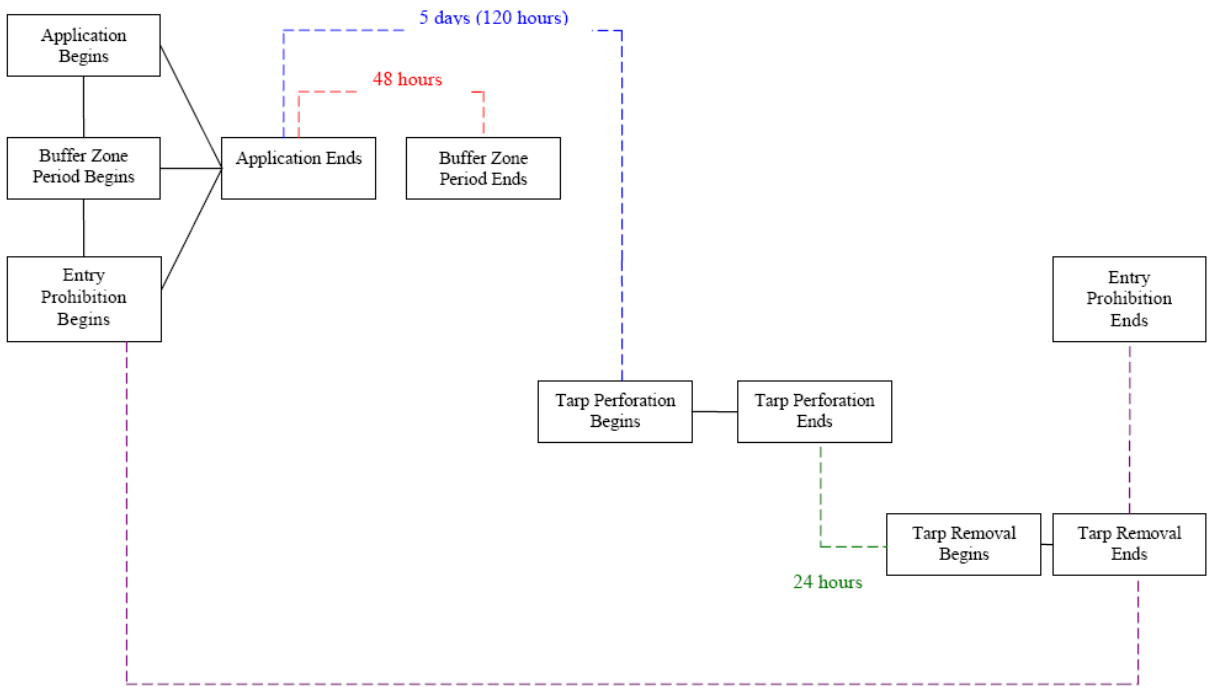 5 days (120 hours)
Application
Begins
48 hours
Buffer Zone
Period Begins
Application Ends
Buffer Zone
Period Ends
Entry
Prohibition
Begins
Entry
Prohibition
Ends
Tarp Perforation
Begins
Tarp Perforation
Ends
Tarp Removal
Begins
Tarp Removal
Ends
24 hours